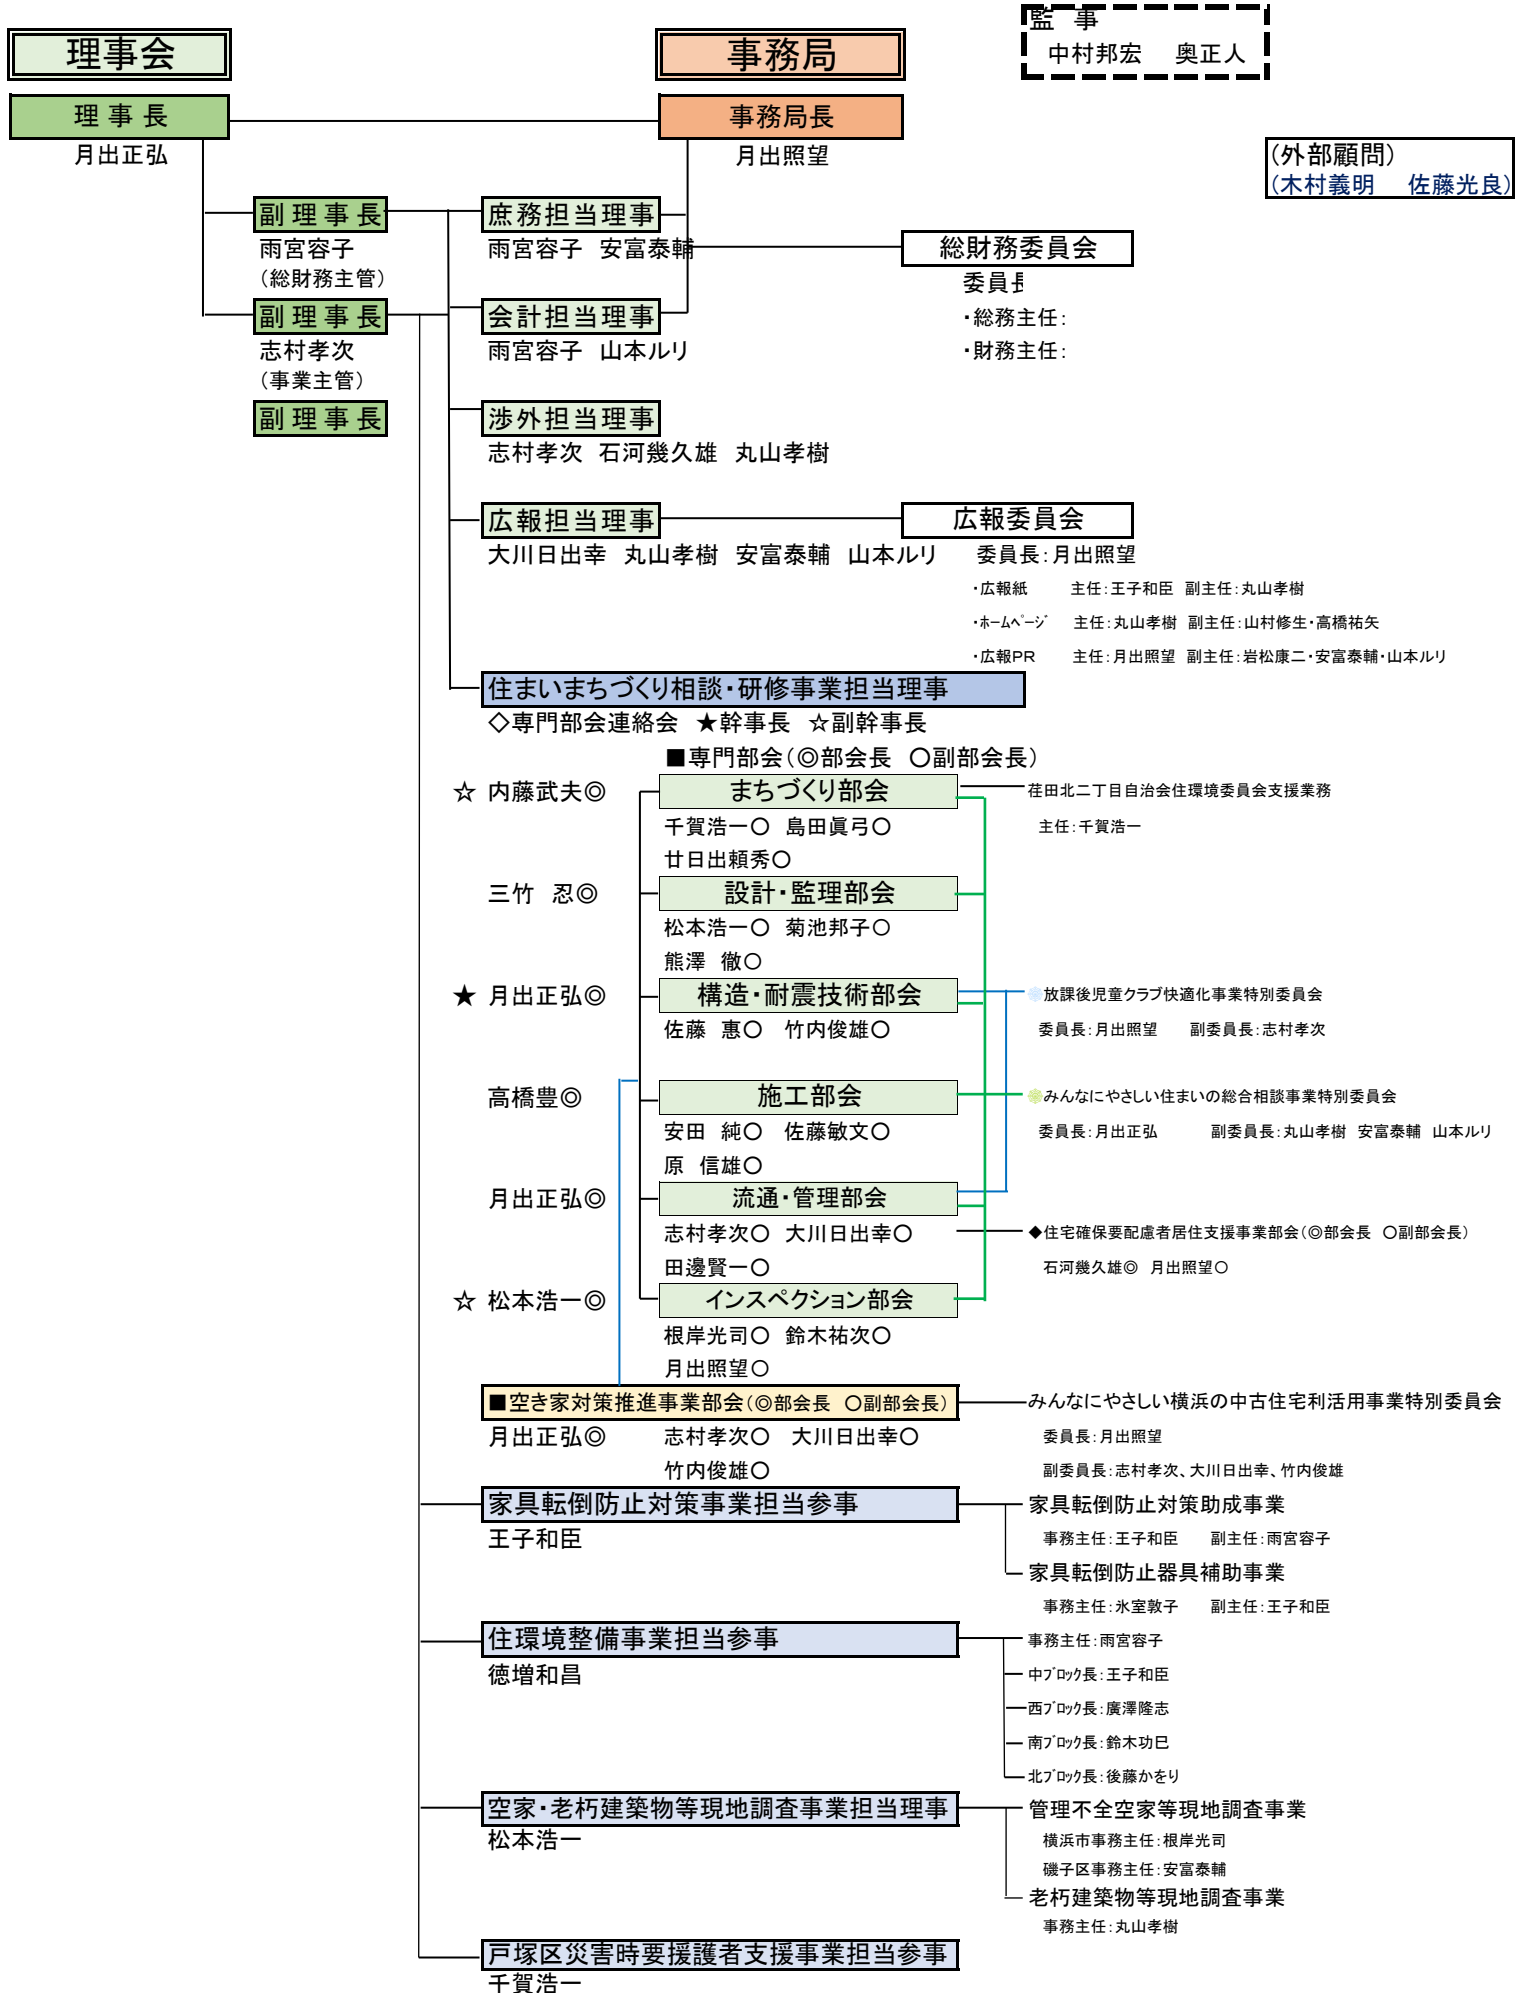 監　事
中村邦宏　奥正人
理事会
事務局
理 事 長
事務局長
月出正弘
月出照望
(外部顧問)
(木村義明　佐藤光良)
副 理 事 長
雨宮容子
(総財務主管)
副 理 事 長
志村孝次
(事業主管)
副 理 事 長
庶務担当理事
雨宮容子　安富泰輔
総財務委員会
委員長
・総務主任:
・財務主任:
会計担当理事
雨宮容子　山本ルリ
渉外担当理事
志村孝次　石河幾久雄　丸山孝樹
広報担当理事
大川日出幸　丸山孝樹　安富泰輔　山本ルリ
広報委員会
委員長:月出照望
・広報紙　主任:王子和臣　副主任:丸山孝樹
・ﾎｰﾑﾍﾟｰｼﾞ　主任:丸山孝樹　副主任:山村修生・高橋祐矢
・広報PR　主任:月出照望　副主任:岩松康二・安富泰輔・山本ルリ
住まいまちづくり相談・研修事業担当理事
◇専門部会連絡会　★幹事長　☆副幹事長
■専門部会(◎部会長　〇副部会長)
☆ 内藤武夫◎
まちづくり部会
千賀浩一〇　島田眞弓〇
廿日出頼秀〇
荏田北二丁目自治会住環境委員会支援業務
主任:千賀浩一
三竹　忍◎
設計・監理部会
松本浩一〇　菊池邦子〇
熊澤　徹〇
★ 月出正弘◎
構造・耐震技術部会
佐藤　惠〇　竹内俊雄〇
❉放課後児童クラブ快適化事業特別委員会
委員長:月出照望　副委員長:志村孝次
高橋豊◎
施工部会
安田　純〇　佐藤敏文〇
原　信雄〇
❉みんなにやさしい住まいの総合相談事業特別委員会
委員長:月出正弘　副委員長:丸山孝樹　安富泰輔　山本ルリ
月出正弘◎
流通・管理部会
志村孝次〇　大川日出幸〇
田邊賢一〇
◆住宅確保要配慮者居住支援事業部会(◎部会長　〇副部会長)
石河幾久雄◎　月出照望〇
☆ 松本浩一◎
インスペクション部会
根岸光司〇　鈴木祐次〇
月出照望〇
■空き家対策推進事業部会(◎部会長　〇副部会長)
月出正弘◎　志村孝次〇　大川日出幸〇
竹内俊雄〇
みんなにやさしい横浜の中古住宅利活用事業特別委員会
委員長:月出照望
副委員長:志村孝次、大川日出幸、竹内俊雄
家具転倒防止対策事業担当参事
王子和臣
家具転倒防止対策助成事業
事務主任:王子和臣　副主任:雨宮容子
家具転倒防止器具補助事業
事務主任:氷室敦子　副主任:王子和臣
住環境整備事業担当参事
徳増和昌
事務主任:雨宮容子
中ﾌﾞﾛｯｸ長:王子和臣
西ﾌﾞﾛｯｸ長:廣澤隆志
南ﾌﾞﾛｯｸ長:鈴木功巳
北ﾌﾞﾛｯｸ長:後藤かをり
空家・老朽建築物等現地調査事業担当理事
松本浩一
管理不全空家等現地調査事業
横浜市事務主任:根岸光司
磯子区事務主任:安富泰輔
老朽建築物等現地調査事業
事務主任:丸山孝樹
戸塚区災害時要援護者支援事業担当参事
千賀浩一